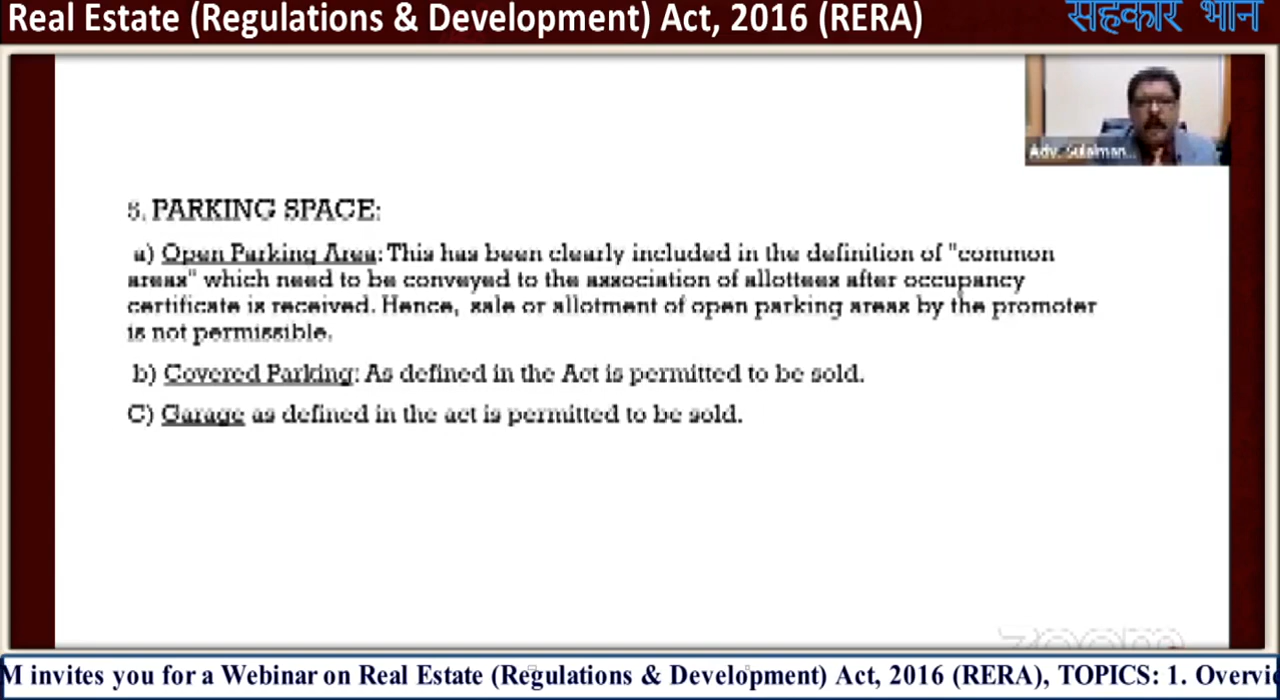 Real Estate (Regulations & Development) Act, 2016 (RERA)
सहकार भान
Adv. Sulaiman...
6. PARKING SPACE:
a) Open Parking Area: This has been clearly included in the definition of "common
areas" which need to be conveyed to the association of allottees after occupancy
certificate is received. Hence, sale or allotment of open parking areas by the promoter
is not permissible.
b) Covered Parking: As defined in the Act is permitted to be sold.
C) Garage as defined in the act is permitted to be sold.
zoom
M invites you for a Webinar on Real Estate (Regulations & Development) Act, 2016 (RERA), TOPICS: 1. Overvie